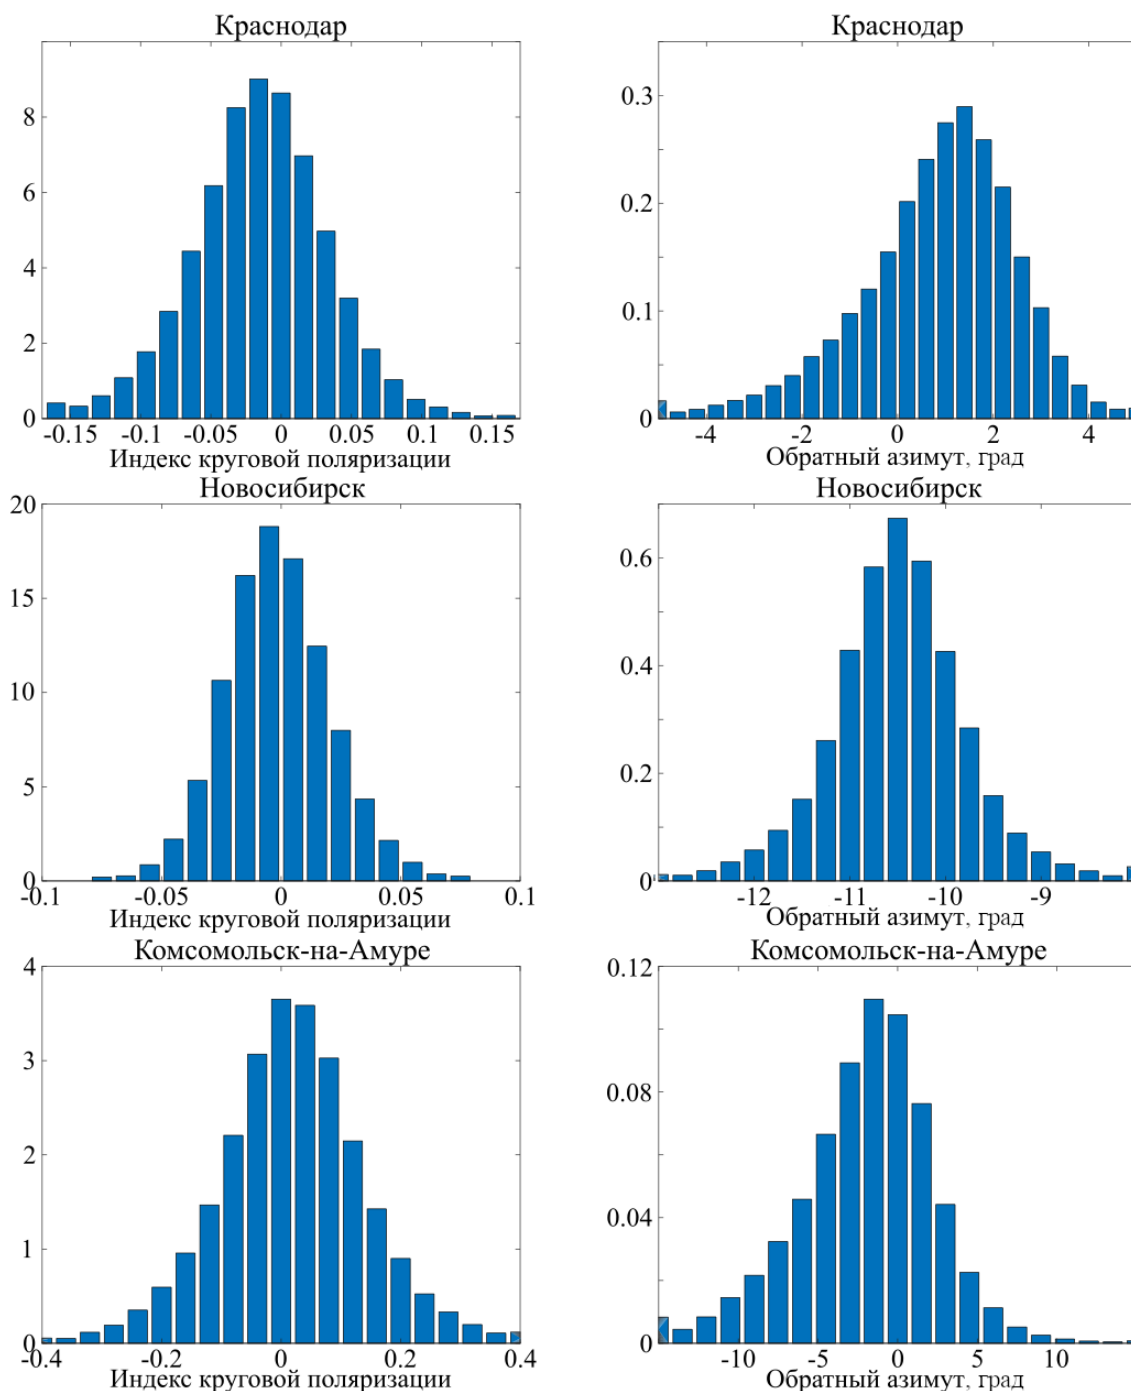 Краснодар
8
6
4
2
0
-0.15 -0.1 -0.05 0 0.05 0.1 0.15
Индекс круговой поляризации
Краснодар
0.3
0.2
0.1
0
-4 -2 0 2 4
Обратный азимут, град
Новосибирск
20
15
10
5
0
-0.1 -0.05 0 0.05 0.1
Индекс круговой поляризации
Новосибирск
0.6
0.4
0.2
0
-12 -11 -10 -9
Обратный азимут, град
Комсомольск-на-Амуре
4
3
2
1
0
-0.4 -0.2 0 0.2 0.4
Индекс круговой поляризации
Комсомольск-на-Амуре
0.12
0.08
0.04
0
-10 -5 0 5 10
Обратный азимут, град